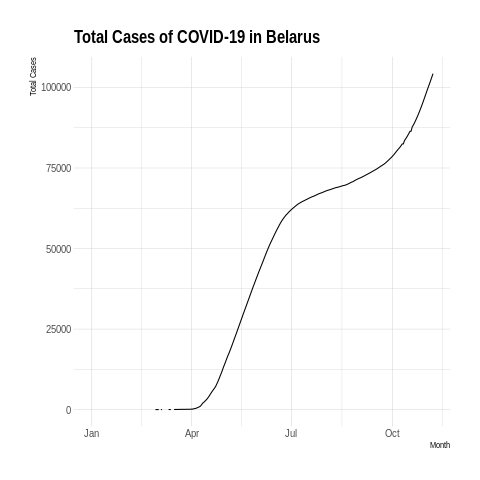 Total Cases of COVID-19 in Belarus
Total Cases
100000
75000
50000
25000
0
Jan Apr Jul Oct
Month